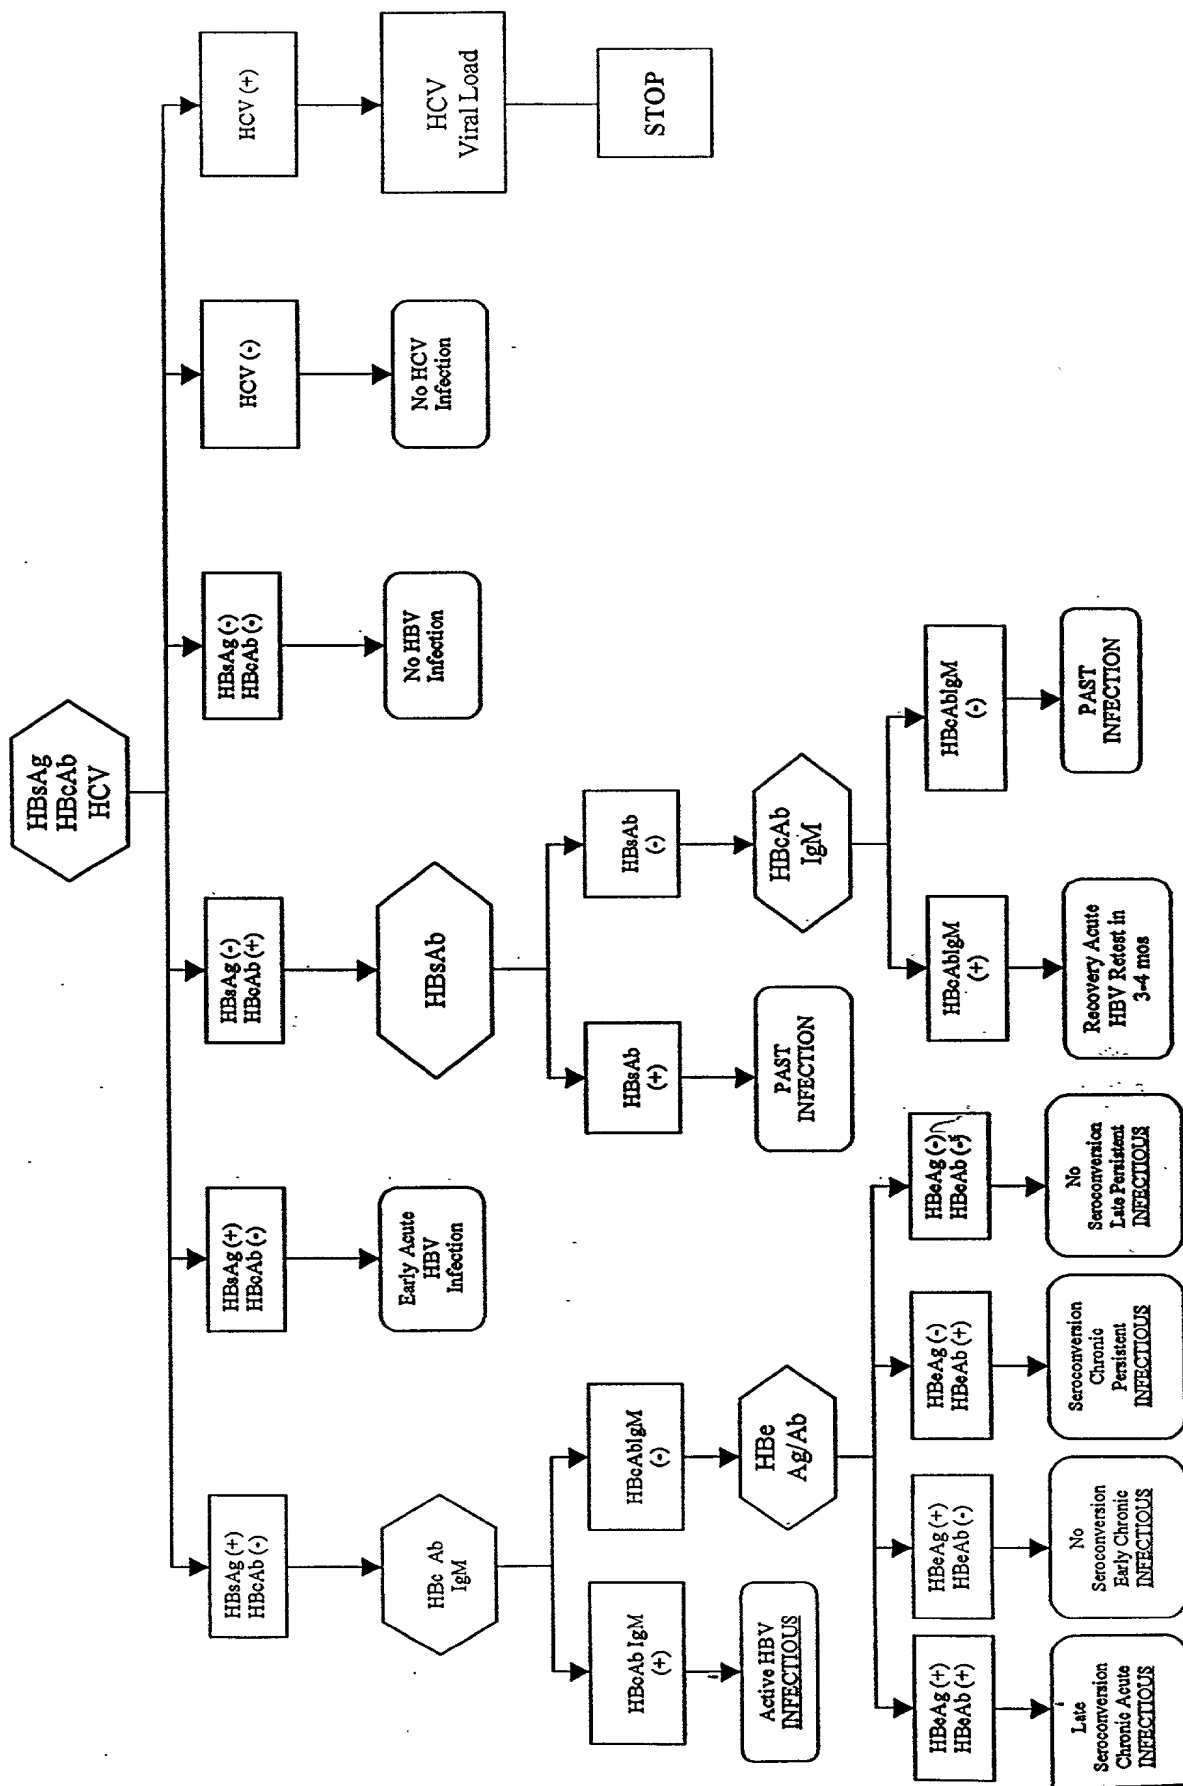 HBsAg
HBcAb
HCV
HBsAg (+)
HBcAb (-)
HBsAg (+)
HBcAb (-)
HBsAg (-)
HBcAb (+)
HBsAg (-)
HBcAb (-)
HCV (-)
HCV (+)
HBc Ab
IgM
Early Acute
HBV
Infection
HBsAb
No HBV
Infection
No HCV
Infection
HCV
Viral Load
HBcAb IgM
(+)
HBcAbIgM
(-)
HBsAb
(+)
HBsAb
(-)
STOP
Active HBV
INFECTIOUS
HBe
Ag/Ab
PAST
INFECTION
HBcAb
IgM
HBeAg (+)
HBeAb (+)
HBeAg (+)
HBeAb (-)
HBeAg (-)
HBeAb (+)
HBeAg (-)
HBeAb (-)
HBcAbIgM
(+)
HBcAbIgM
(-)
Late
Seroconversion
Chronic Acute
INFECTIOUS
No
Seroconversion
Early Chronic
INFECTIOUS
Seroconversion
Chronic
Persistent
INFECTIOUS
No
Seroconversion
Late Persistent
INFECTIOUS
Recovery Acute
HBV Retest in
3-4 mos
PAST
INFECTION